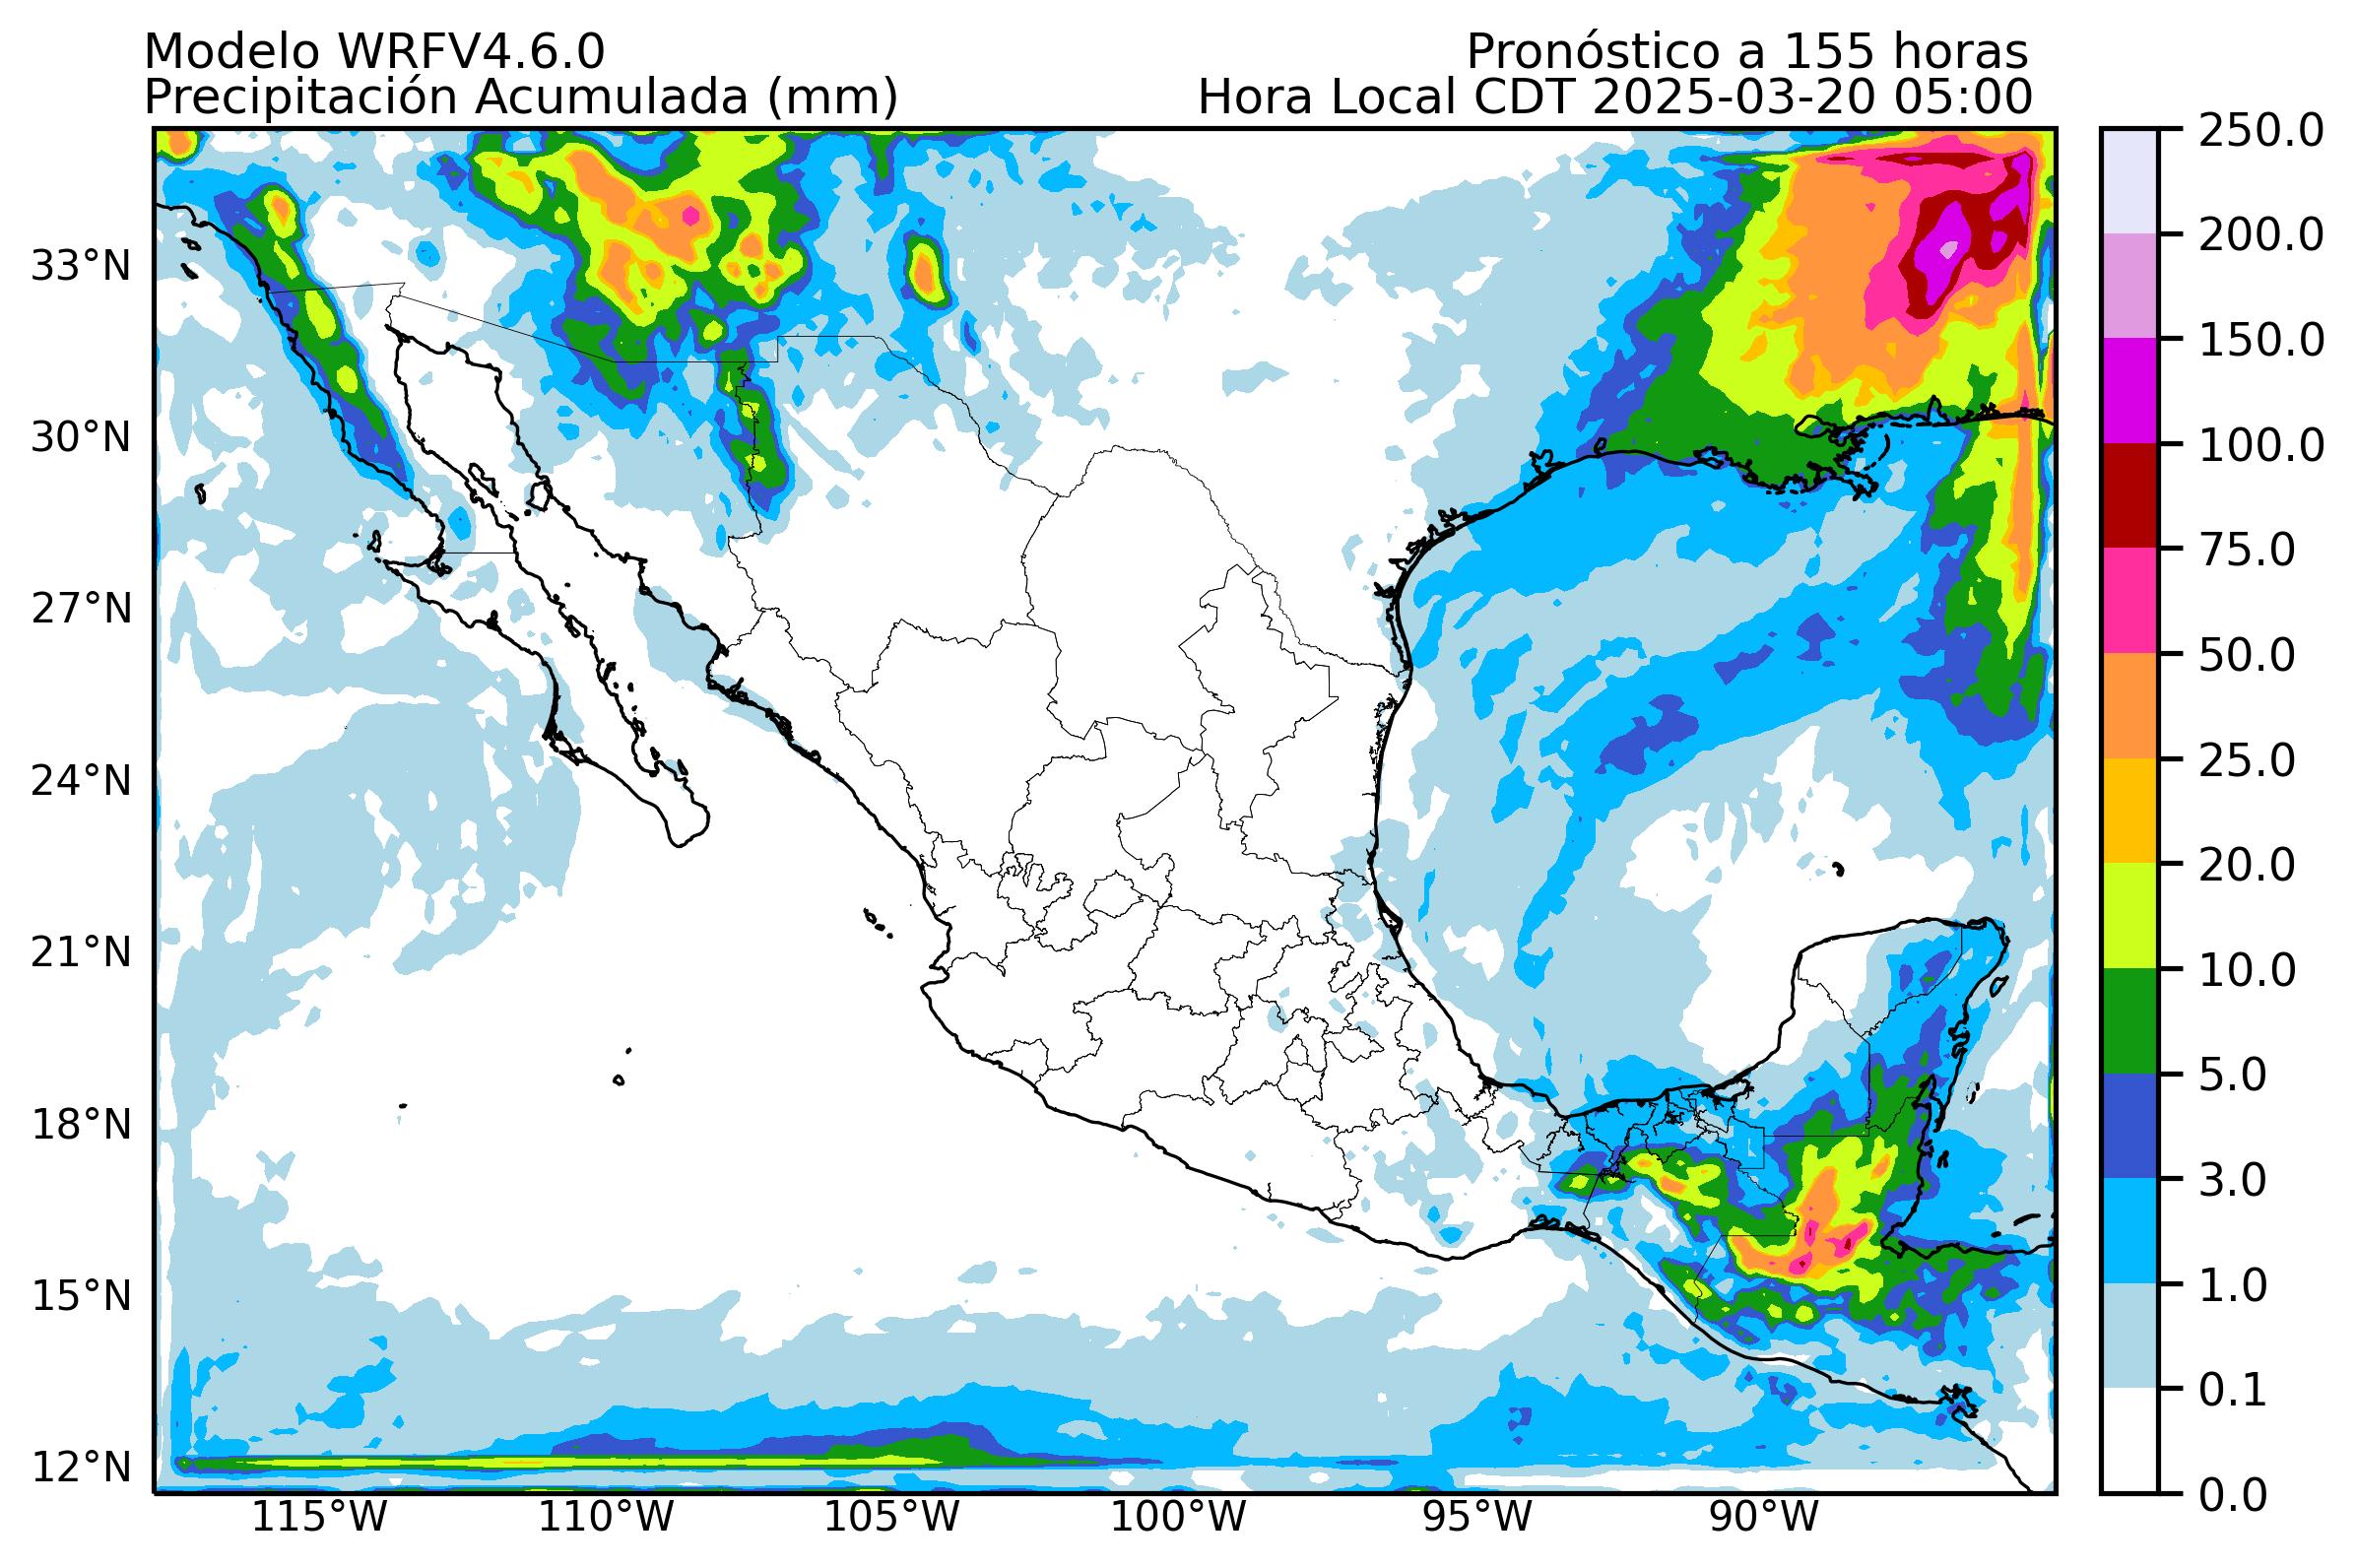 Modelo WRFV4.6.0
Pronóstico a 155 horas
Precipitación Acumulada (mm)
Hora Local CDT 2025-03-20 05:00
33°N
30°N
27°N
24°N
21°N
18°N
15°N
12°N
115°W
110°W
105°W
100°W
95°W
90°W
250.0
200.0
150.0
100.0
75.0
50.0
25.0
20.0
10.0
5.0
3.0
1.0
0.1
0.0